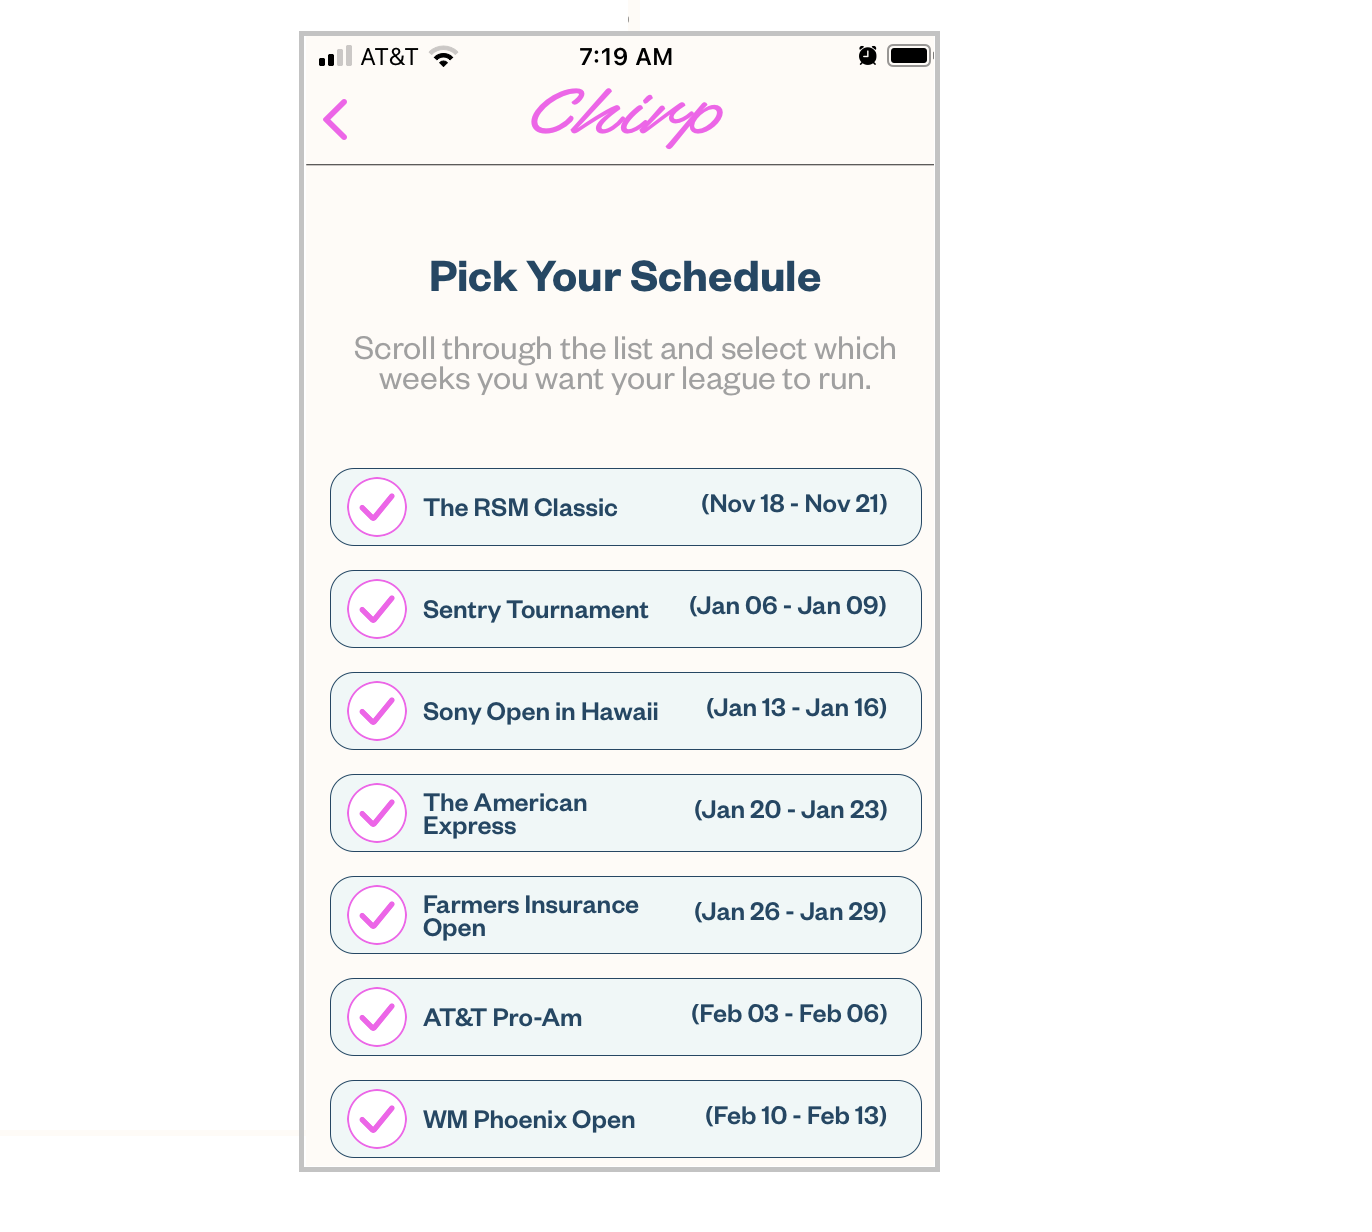 AT&T 7:19 AM
Chirp
Pick Your Schedule
Scroll through the list and select which
weeks you want your league to run.
The RSM Classic (Nov 18 - Nov 21)
Sentry Tournament (Jan 06 - Jan 09)
Sony Open in Hawaii (Jan 13 - Jan 16)
The American
Express (Jan 20 - Jan 23)
Farmers Insurance
Open (Jan 26 - Jan 29)
AT&T Pro-Am (Feb 03 - Feb 06)
WM Phoenix Open (Feb 10 - Feb 13)